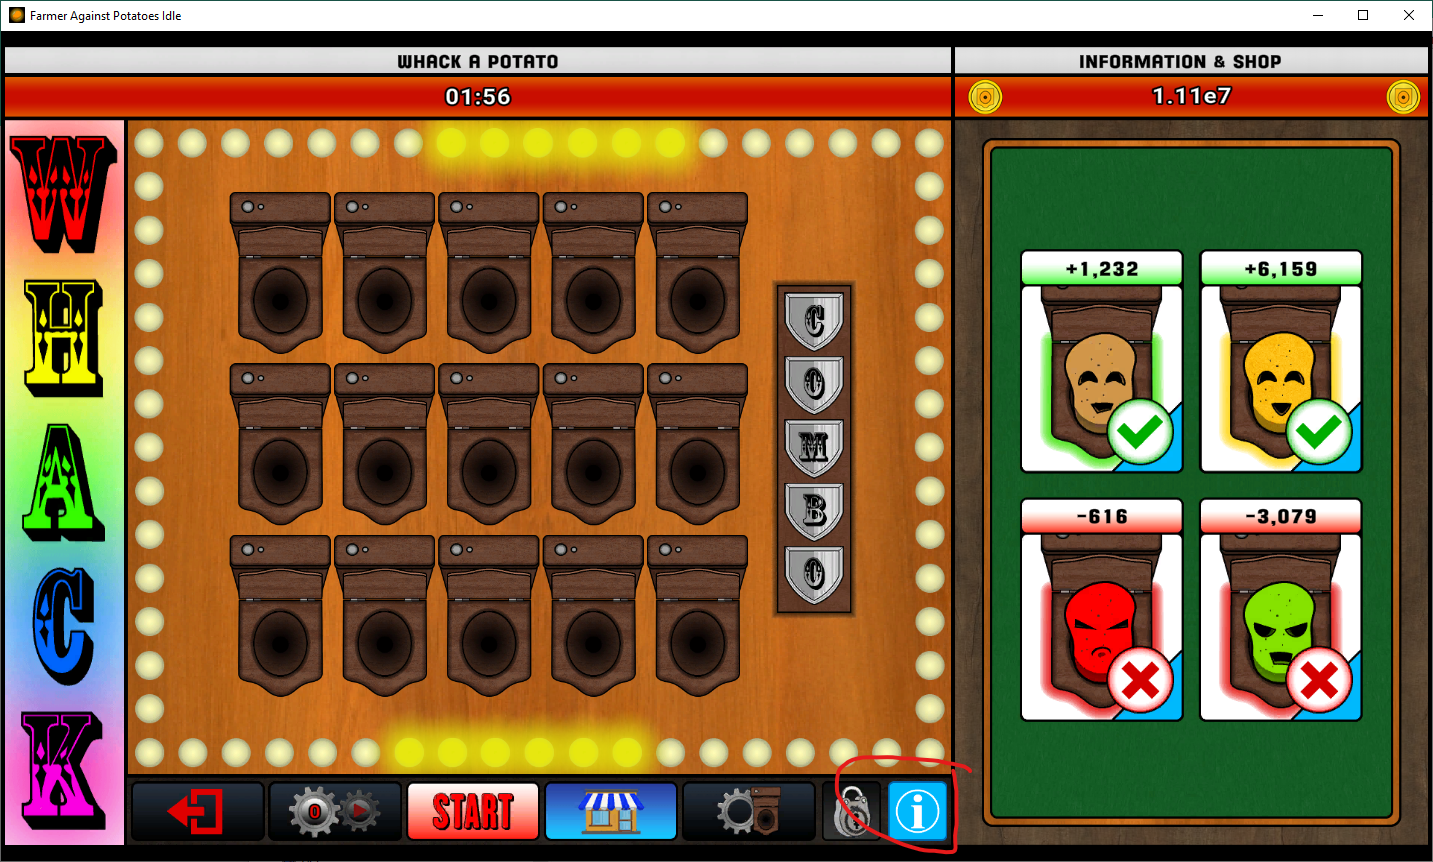 Farmer Against Potatoes Idle
WHACK A POTATO
INFORMATION & SHOP
01:56
1.11e7
W
H
A
C
K
C
O
M
B
O
+1,232
+6,159
-616
-3,079
0
START
i